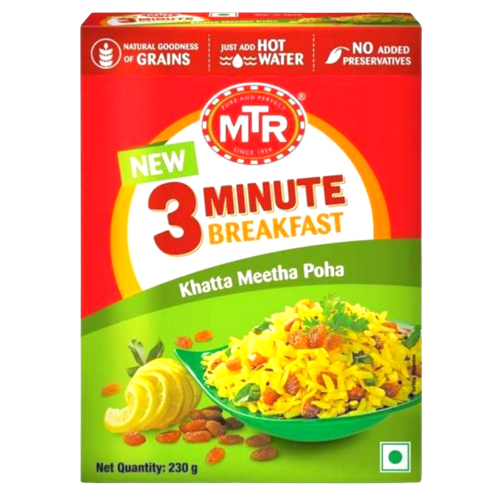 NATURAL GOODNESS
OF GRAINS
JUST ADD HOT
WATER
NO ADDED
PRESERVATIVES
PURE AND PERFECT
MTR
SINCE 1924
NEW
3 MINUTE
BREAKFAST
Khatta Meetha Poha
Net Quantity: 230 g